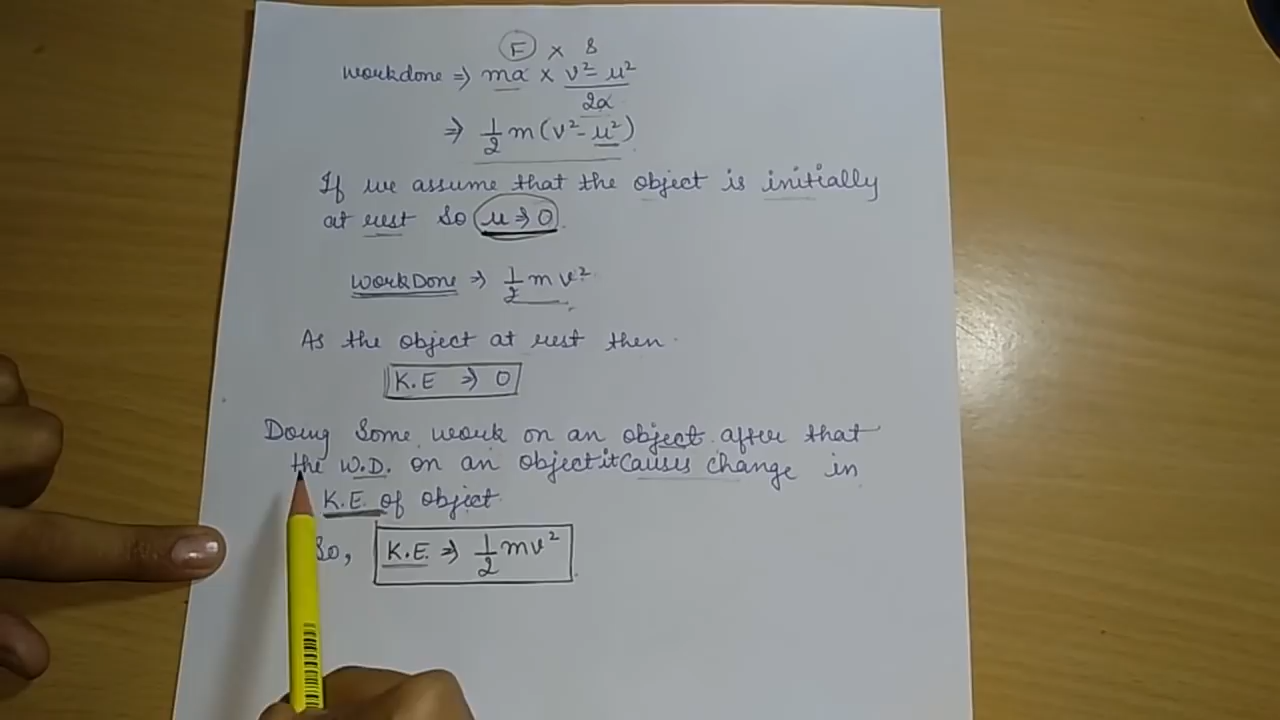 F × s
Workdone ⇒ ma × v² - u²
2a
⇒ 1/2 m (v² - u²)
If we assume that the object is initially
at rest So u ⇒ 0
WorkDone ⇒ 1/2 m v²
As the object at rest then
K.E ⇒ 0
Doing Some work on an object after that
the W.D. on an object it causes change in
K.E. of object
So, K.E. ⇒ 1/2 mv²